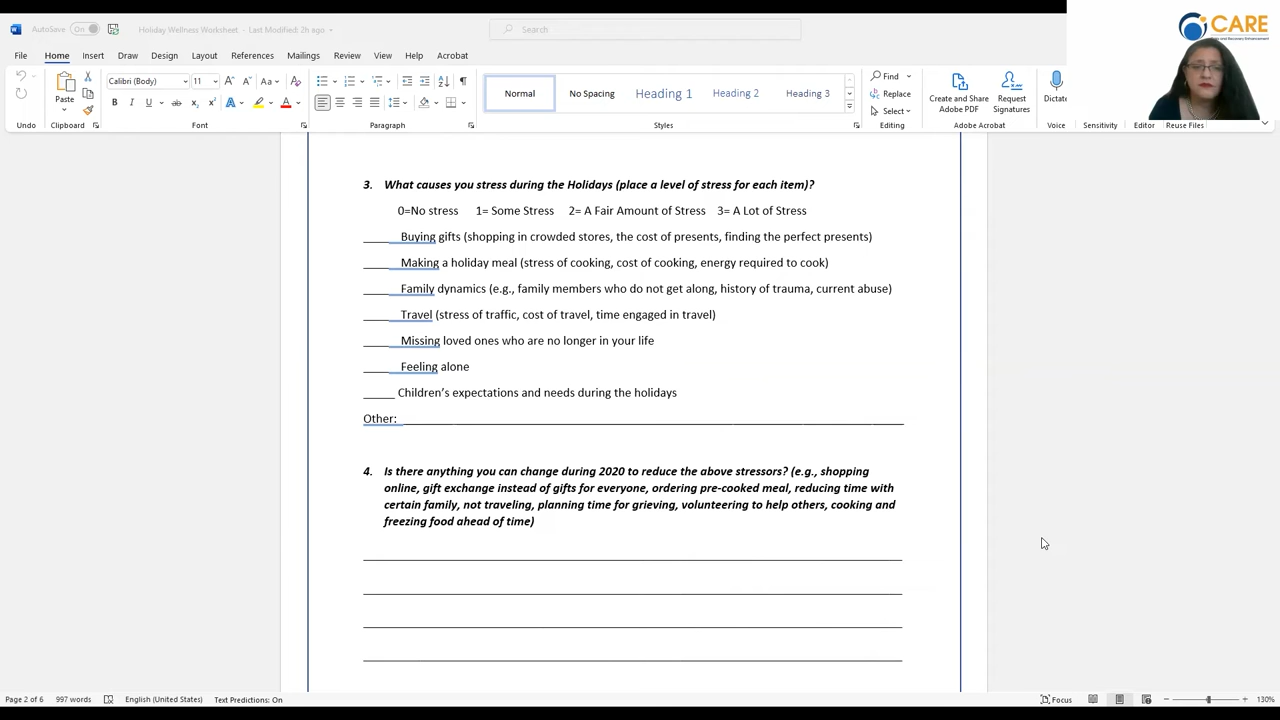 AutoSave On Holiday Wellness Worksheet - Last Modified: 2h ago Search
CARE
File Home Insert Draw Design Layout References Mailings Review View Help Acrobat
Calibri (Body) 11 Normal No Spacing Heading 1 Heading 2 Heading 3 Find
Replace
Select
Paste Create and Share Adobe PDF Request Signatures Dictate
Undo Clipboard Font Paragraph Styles Editing Adobe Acrobat Voice Sensitivity Editor Reuse Files
3. What causes you stress during the Holidays (place a level of stress for each item)?
0=No stress 1= Some Stress 2= A Fair Amount of Stress 3= A Lot of Stress
_____ Buying gifts (shopping in crowded stores, the cost of presents, finding the perfect presents)
_____ Making a holiday meal (stress of cooking, cost of cooking, energy required to cook)
_____ Family dynamics (e.g., family members who do not get along, history of trauma, current abuse)
_____ Travel (stress of traffic, cost of travel, time engaged in travel)
_____ Missing loved ones who are no longer in your life
_____ Feeling alone
_____ Children's expectations and needs during the holidays
Other:
4. Is there anything you can change during 2020 to reduce the above stressors? (e.g., shopping
online, gift exchange instead of gifts for everyone, ordering pre-cooked meal, reducing time with
certain family, not traveling, planning time for grieving, volunteering to help others, cooking and
freezing food ahead of time)
Page 2 of 6 997 words English (United States) Text Predictions: On Focus 130%